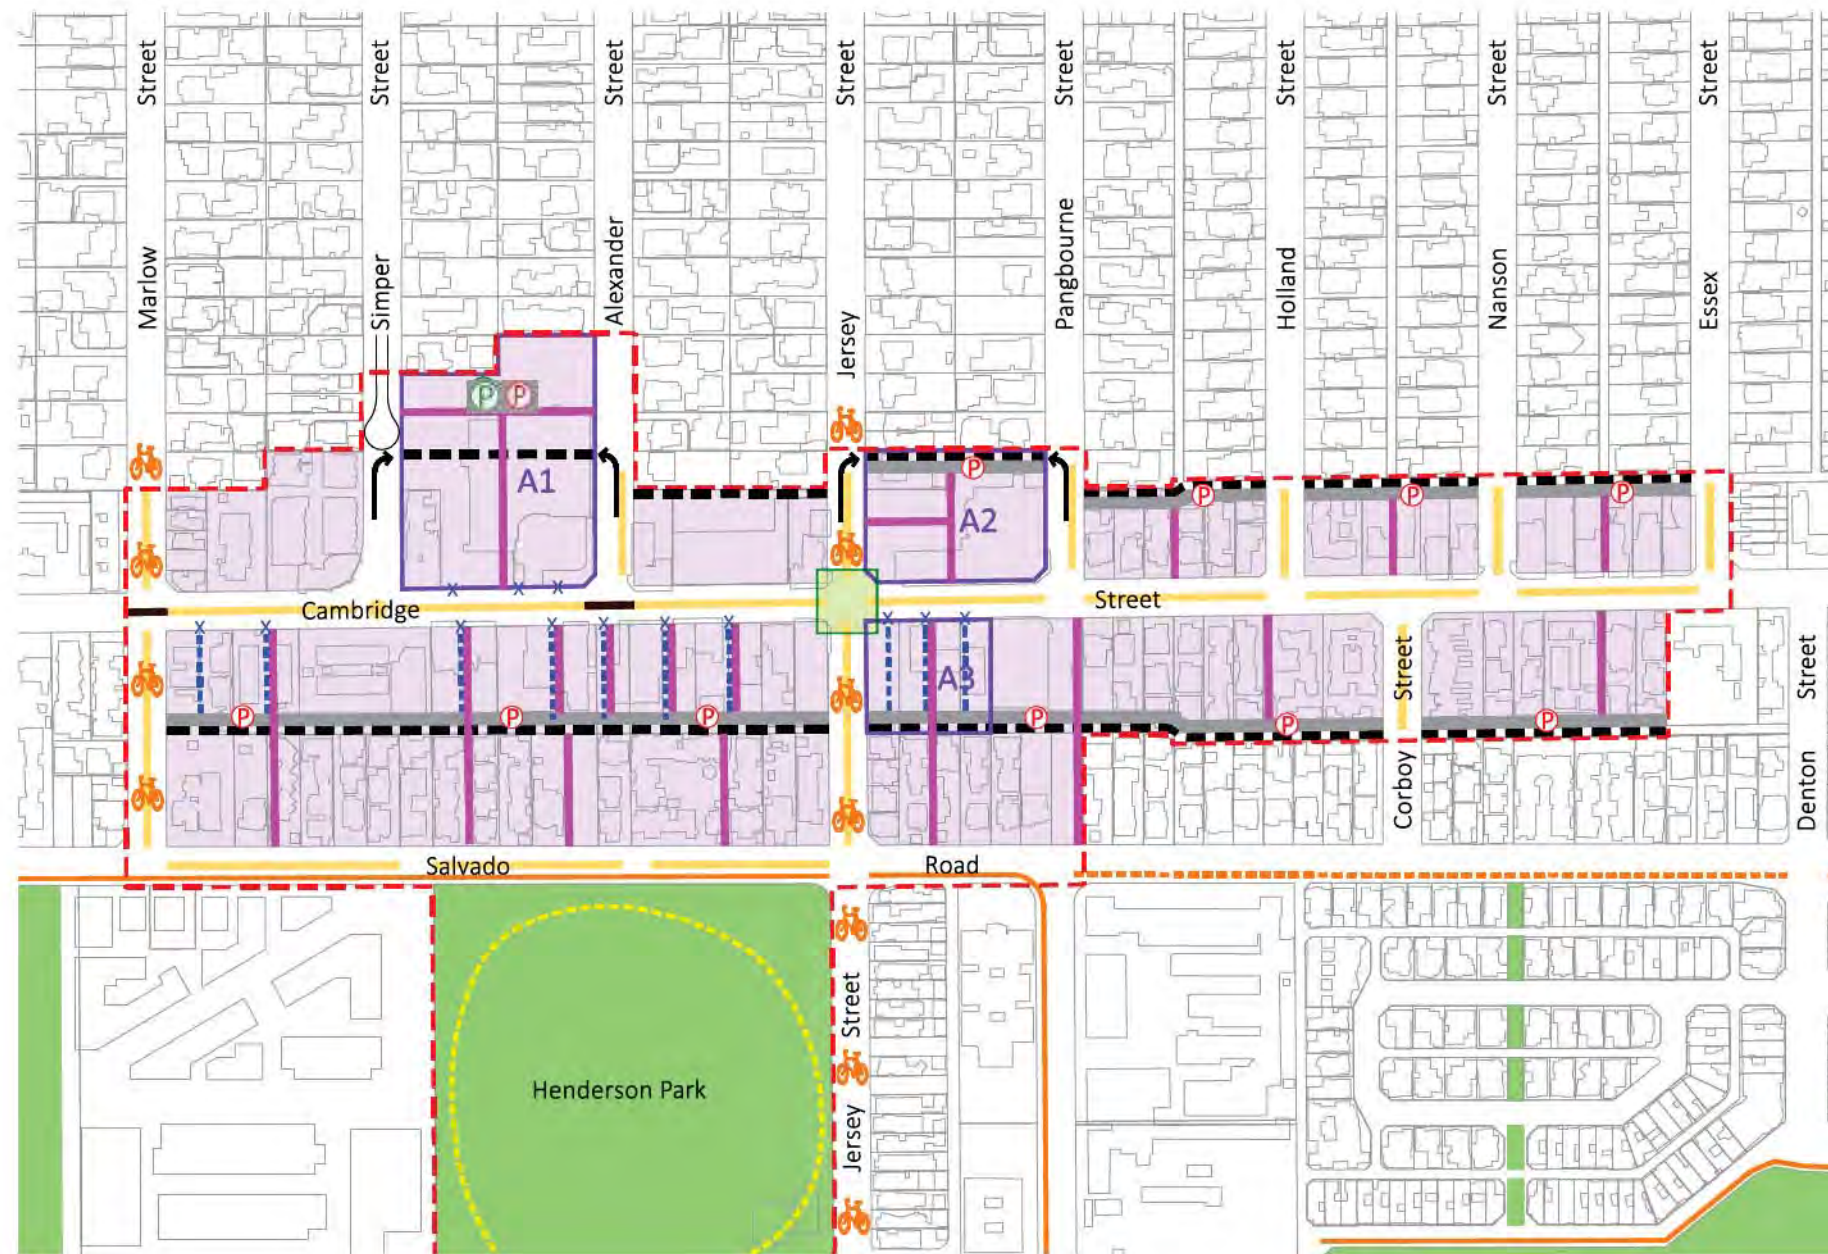 Street
Street
Street
Street
Street
Street
Street
Street
Marlow
Simper
Alexander
Jersey
Pangbourne
Holland
Nanson
Essex
P
P
A1
P
A2
P
P
P
x
x
x
Cambridge
Street
x
x
x
x
x
x
x
x
x
x
A3
Street
Street
P
P
P
P
P
P
Corboy
Denton
Salvado
Road
Street
Henderson Park
Jersey